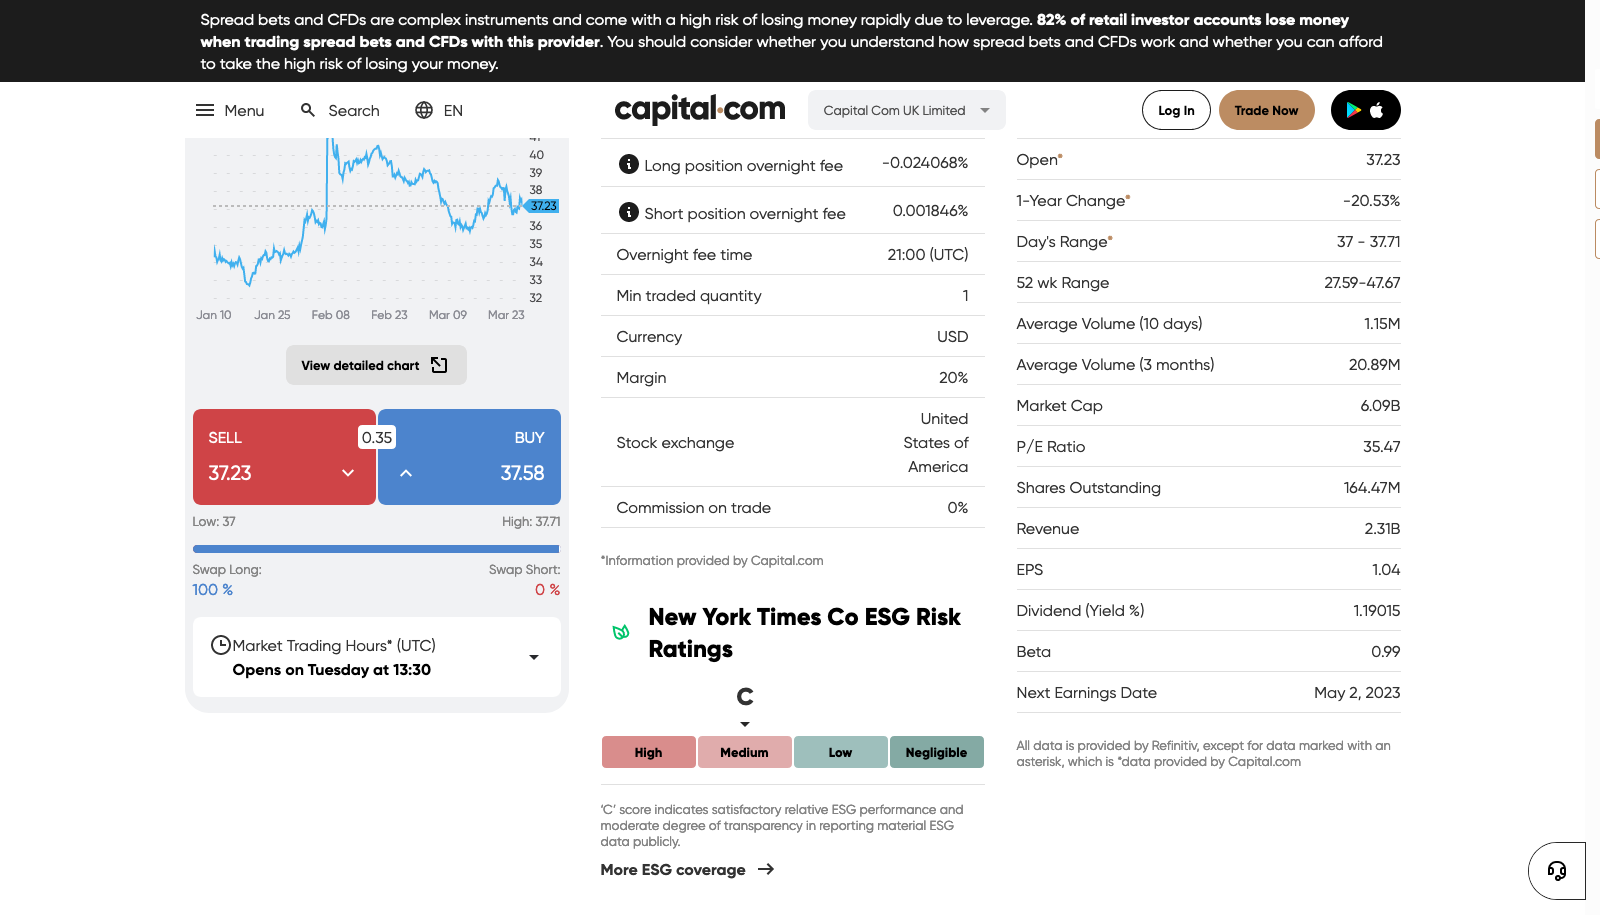 Spread bets and CFDs are complex instruments and come with a high risk of losing money rapidly due to leverage. 82% of retail investor accounts lose money
when trading spread bets and CFDs with this provider. You should consider whether you understand how spread bets and CFDs work and whether you can afford
to take the high risk of losing your money.
Menu
Search
EN
capital.com
Capital Com UK Limited
Log In
Trade Now
41
40
39
38
37.23
36
35
34
33
32
Jan 10
Jan 25
Feb 08
Feb 23
Mar 09
Mar 23
View detailed chart
SELL
0.35
BUY
37.23
37.58
Low: 37
High: 37.71
Swap Long:
Swap Short:
100 %
0 %
Market Trading Hours* (UTC)
Opens on Tuesday at 13:30
Long position overnight fee
-0.024068%
Short position overnight fee
0.001846%
Overnight fee time
21:00 (UTC)
Min traded quantity
1
Currency
USD
Margin
20%
Stock exchange
United
States of
America
Commission on trade
0%
*Information provided by Capital.com
New York Times Co ESG Risk
Ratings
C
High
Medium
Low
Negligible
'C' score indicates satisfactory relative ESG performance and
moderate degree of transparency in reporting material ESG
data publicly.
More ESG coverage
Open*
37.23
1-Year Change*
-20.53%
Day's Range*
37 - 37.71
52 wk Range
27.59-47.67
Average Volume (10 days)
1.15M
Average Volume (3 months)
20.89M
Market Cap
6.09B
P/E Ratio
35.47
Shares Outstanding
164.47M
Revenue
2.31B
EPS
1.04
Dividend (Yield %)
1.19015
Beta
0.99
Next Earnings Date
May 2, 2023
All data is provided by Refinitiv, except for data marked with an
asterisk, which is *data provided by Capital.com